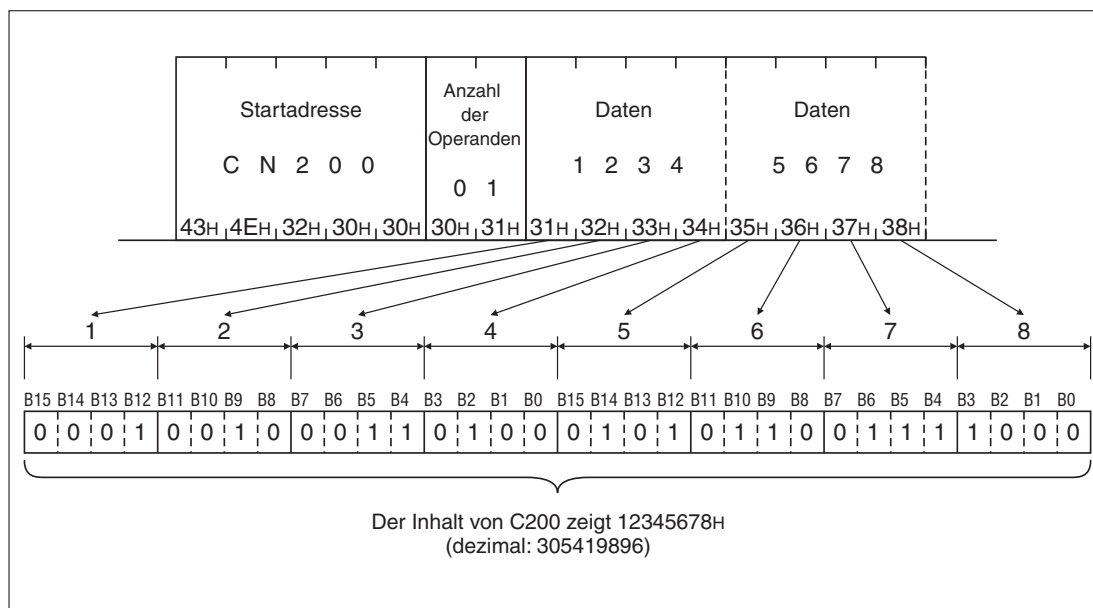 Startadresse
Anzahl
der
Operanden
Daten
Daten
C N 2 0 0
0 1
1 2 3 4
5 6 7 8
43H 4EH 32H 30H 30H 30H 31H 31H 32H 33H 34H 35H 36H 37H 38H
1 2 3 4 5 6 7 8
B15 B14 B13 B12 B11 B10 B9 B8 B7 B6 B5 B4 B3 B2 B1 B0 B15 B14 B13 B12 B11 B10 B9 B8 B7 B6 B5 B4 B3 B2 B1 B0
0 0 0 1 0 0 1 0 0 0 1 1 0 1 0 0 0 1 0 1 0 1 1 0 0 1 1 1 1 0 0 0
Der Inhalt von C200 zeigt 12345678H
(dezimal: 305419896)